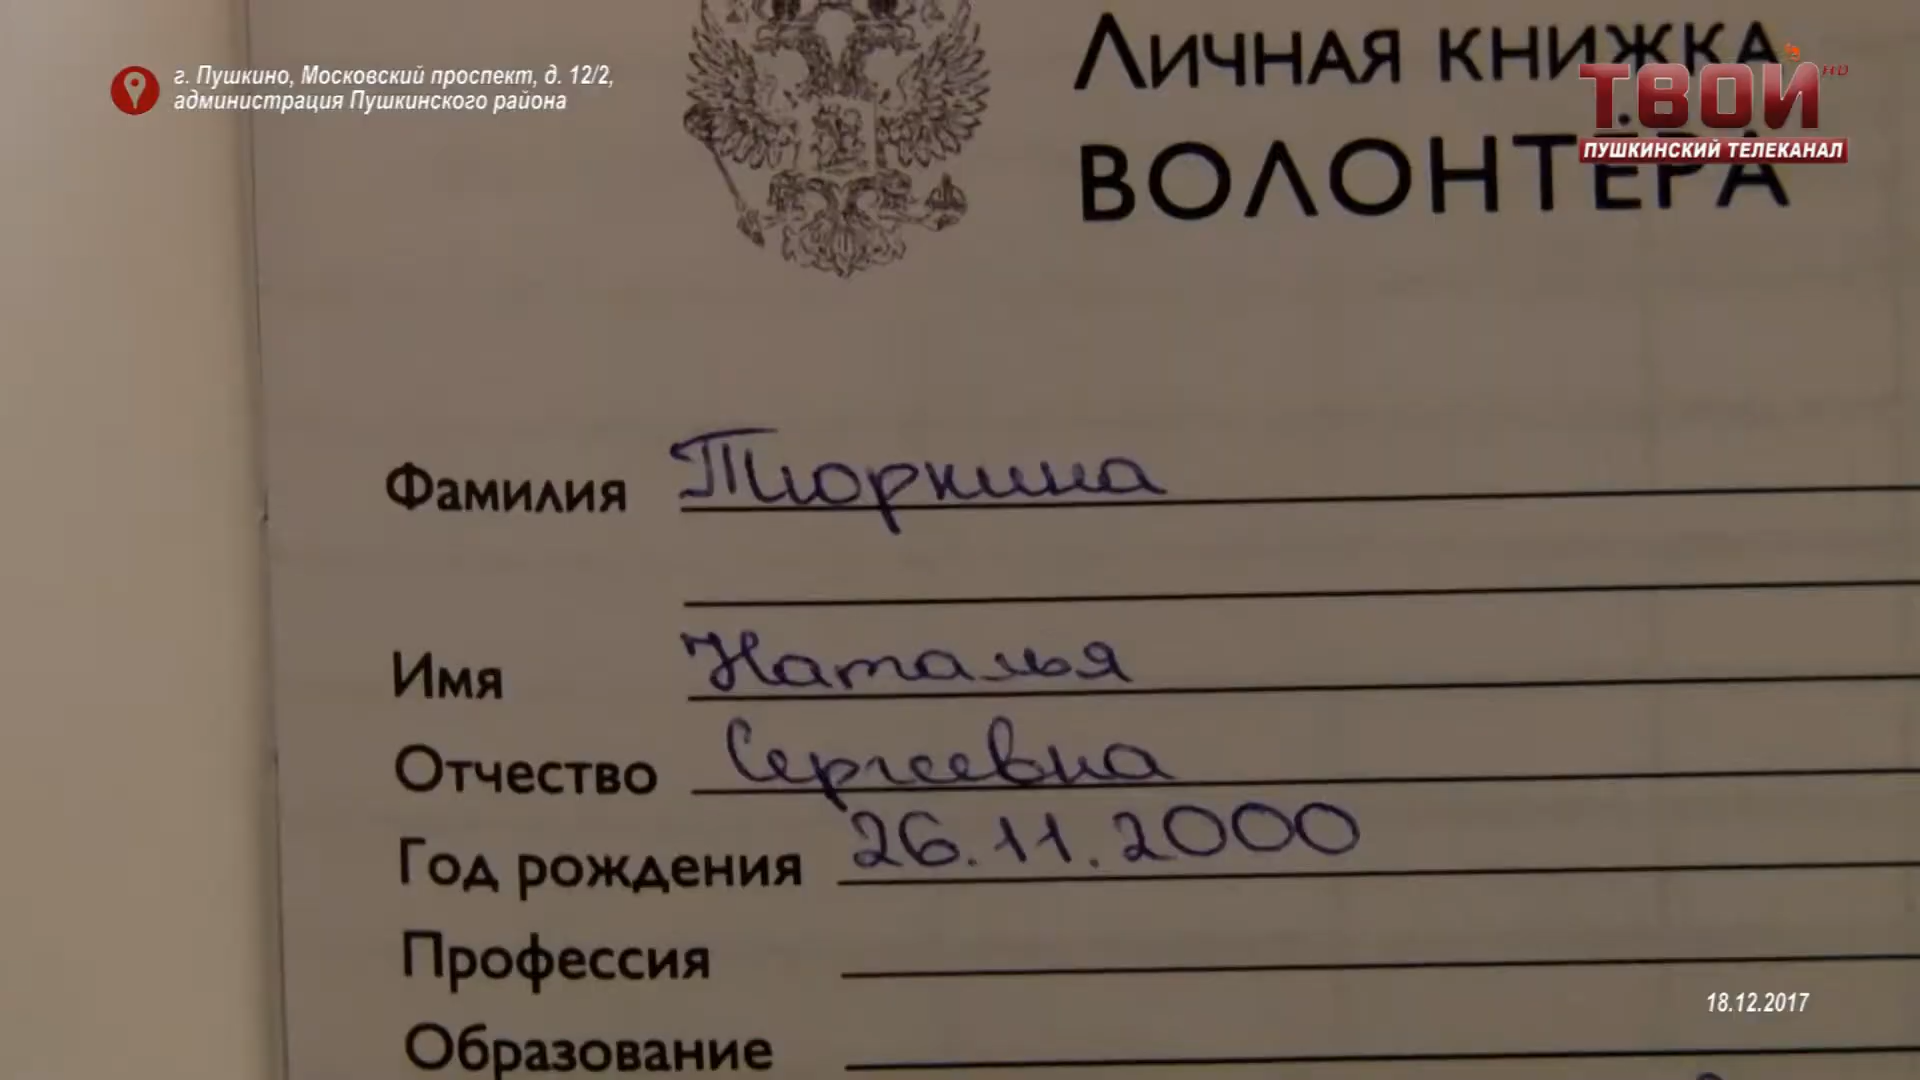 г. Пушкино, Московский проспект, д. 12/2,
администрация Пушкинского района
Личная книжка
волонтёра
ТВОЙ HD
ПУШКИНСКИЙ ТЕЛЕКАНАЛ
Фамилия Тюркина
Имя Наталья
Отчество Сергеевна
Год рождения 26.11.2000
Профессия
18.12.2017
Образование